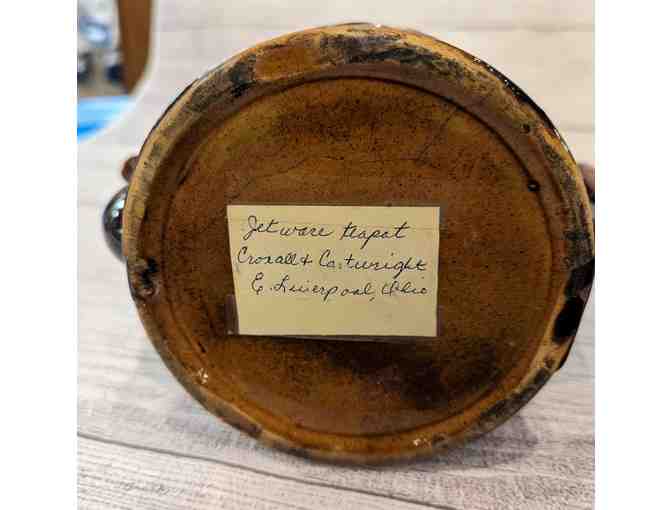 Jetware teapot
Croxall & Cartwright
E. Liverpool, Ohio